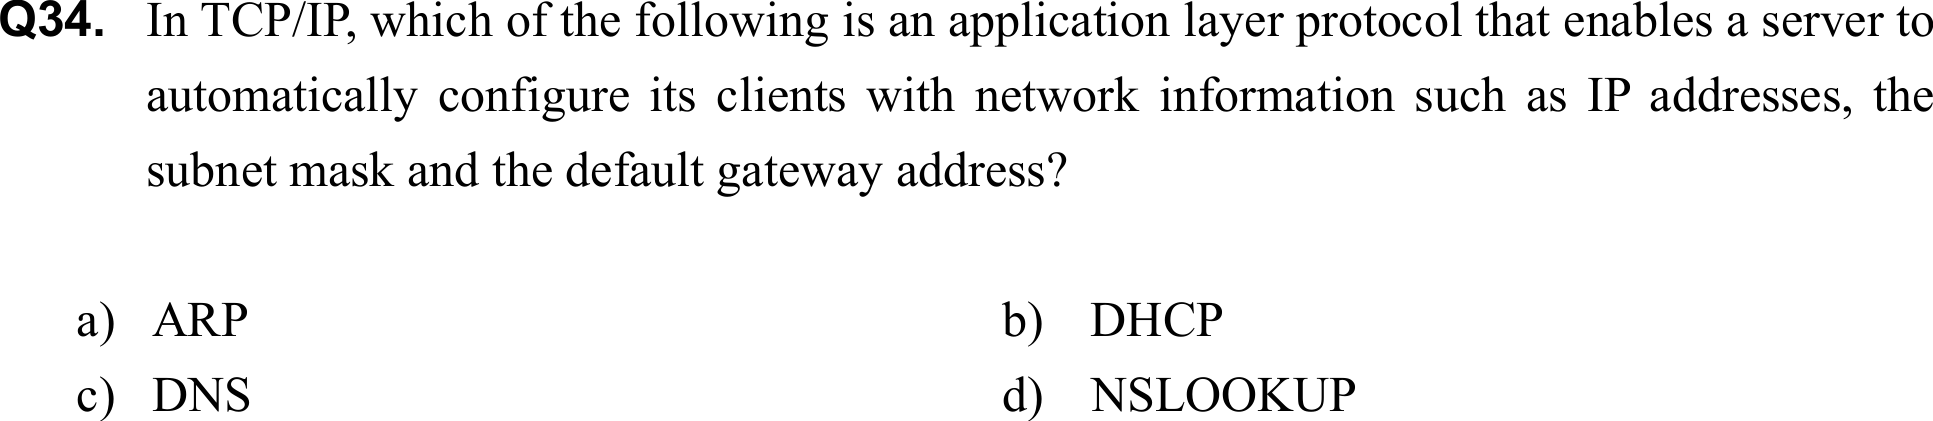 Q34. In TCP/IP, which of the following is an application layer protocol that enables a server to
automatically configure its clients with network information such as IP addresses, the
subnet mask and the default gateway address?
a) ARP b) DHCP
c) DNS d) NSLOOKUP